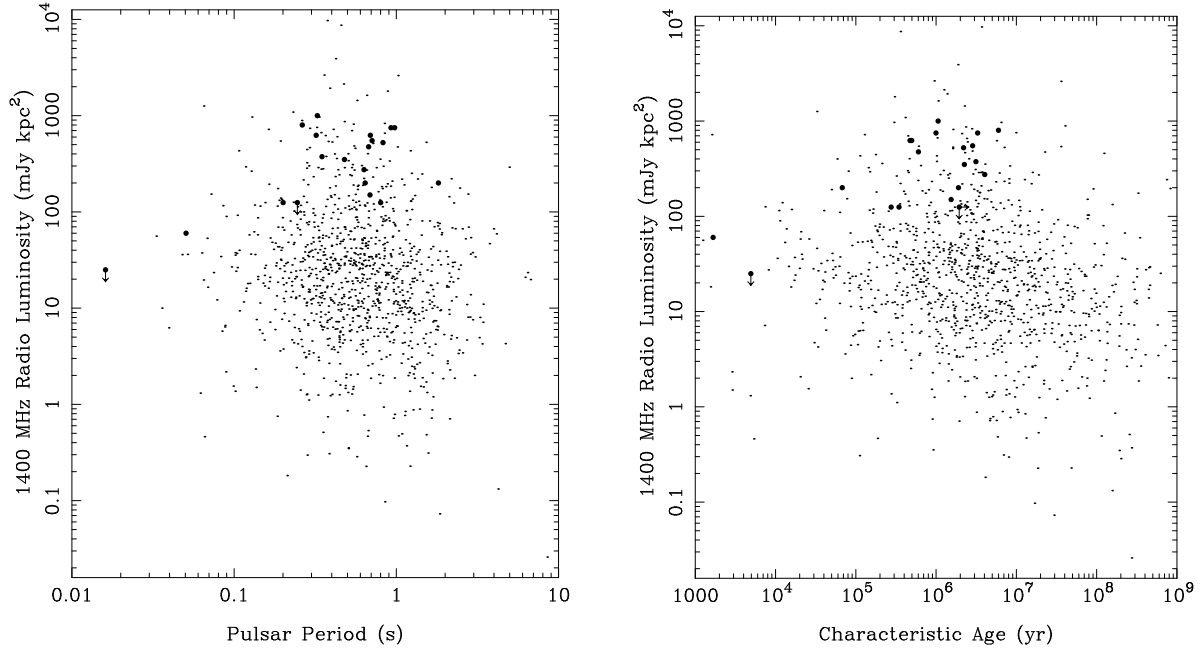 10⁴
1000
100
10
1
0.1
1400 MHz Radio Luminosity (mJy kpc²)
0.01 0.1 1 10
Pulsar Period (s)
10⁴
1000
100
10
1
0.1
1400 MHz Radio Luminosity (mJy kpc²)
1000 10⁴ 10⁵ 10⁶ 10⁷ 10⁸ 10⁹
Characteristic Age (yr)